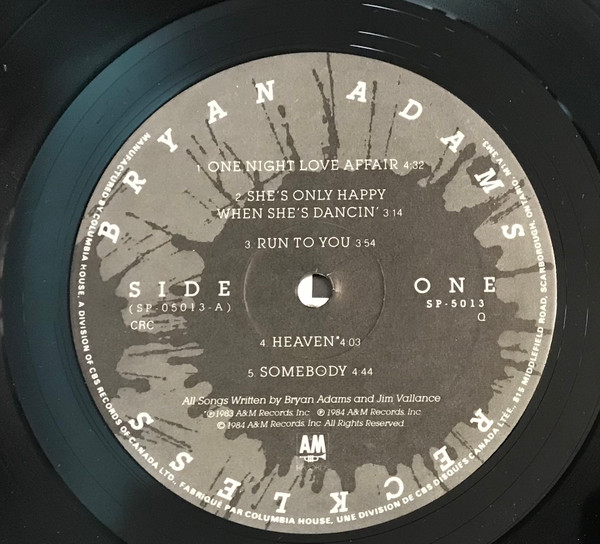 BRYAN ADAMS
1. ONE NIGHT LOVE AFFAIR 4:32
2. SHE'S ONLY HAPPY
WHEN SHE'S DANCIN' 3:14
3. RUN TO YOU 3:54
SIDE ONE
(SP-05013-A) SP-5013
CRC Q
4. HEAVEN* 4:03
5. SOMEBODY 4:44
All Songs Written by Bryan Adams and Jim Vallance
*℗ 1983 A&M Records, Inc. ℗ 1984 A&M Records, Inc.
© 1984 A&M Records, Inc. All Rights Reserved.
AM
RECKLESS
MANUFACTURED BY COLUMBIA HOUSE, A DIVISION OF CBS RECORDS OF CANADA LTD., FABRIQUÉ PAR COLUMBIA HOUSE, UNE DIVISION DE CBS DISQUES CANADA LTÉE, 815 MIDDLEFIELD ROAD, SCARBOROUGH, ONTARIO